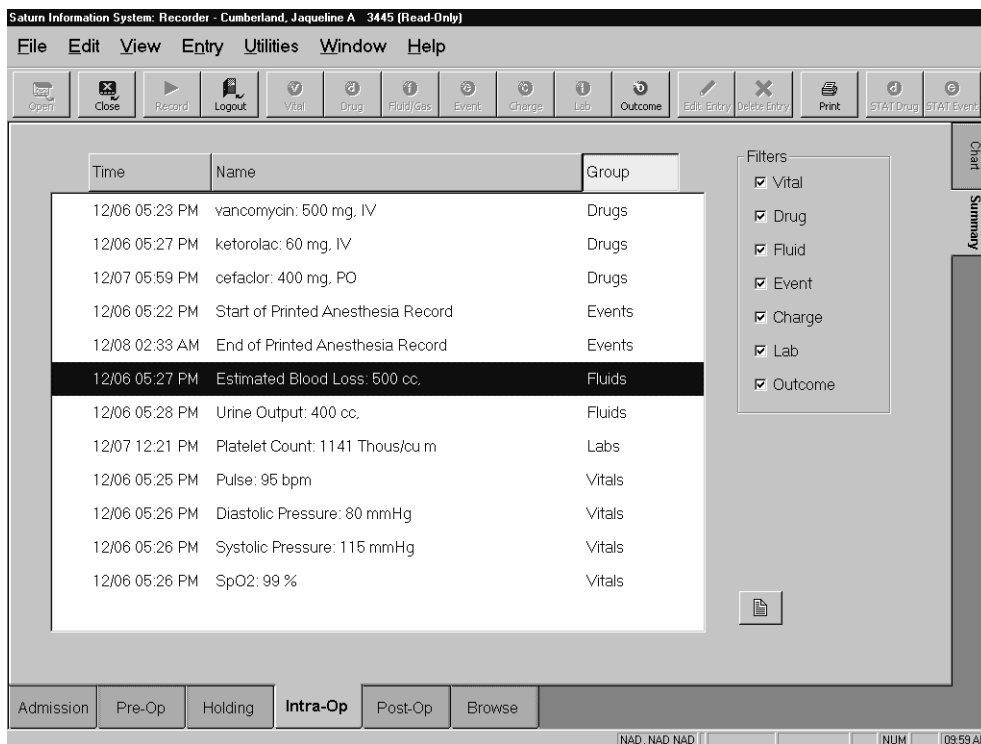 Saturn Information System: Recorder - Cumberland, Jaqueline A 3445 (Read-Only)
File Edit View Entry Utilities Window Help
Open Close Record Logout Vital Drug Fluid/Gas Event Charge Lab Outcome Edit Entry Delete Entry Print STAT Drug STAT Event
Time Name Group
12/06 05:23 PM vancomycin: 500 mg, IV Drugs
12/06 05:27 PM ketorolac: 60 mg, IV Drugs
12/07 05:59 PM cefaclor: 400 mg, PO Drugs
12/06 05:22 PM Start of Printed Anesthesia Record Events
12/08 02:33 AM End of Printed Anesthesia Record Events
12/06 05:27 PM Estimated Blood Loss: 500 cc, Fluids
12/06 05:28 PM Urine Output: 400 cc, Fluids
12/07 12:21 PM Platelet Count: 1141 Thous/cu m Labs
12/06 05:25 PM Pulse: 95 bpm Vitals
12/06 05:26 PM Diastolic Pressure: 80 mmHg Vitals
12/06 05:26 PM Systolic Pressure: 115 mmHg Vitals
12/06 05:26 PM SpO2: 99 % Vitals
Filters
Vital
Drug
Fluid
Event
Charge
Lab
Outcome
Chart
Summary
Admission Pre-Op Holding Intra-Op Post-Op Browse
NAD, NAD NAD NUM 09:59 A